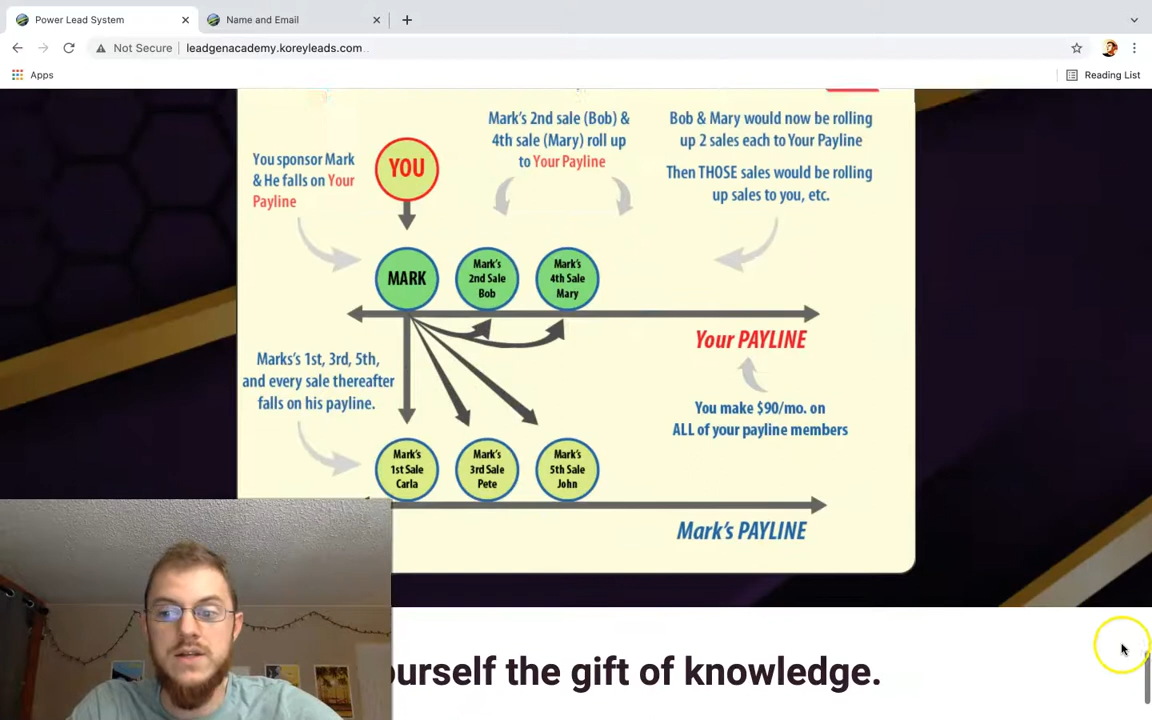 Power Lead System
Name and Email
Not Secure
leadgenacademy.koreyleads.com
Apps
Reading List
Mark's 2nd sale (Bob) &
4th sale (Mary) roll up
to Your Payline
Bob & Mary would now be rolling
up 2 sales each to Your Payline
Then THOSE sales would be rolling
up sales to you, etc.
You sponsor Mark
& He falls on Your
Payline
YOU
MARK
Mark's
2nd Sale
Bob
Mark's
4th Sale
Mary
Your PAYLINE
Marks's 1st, 3rd, 5th,
and every sale thereafter
falls on his payline.
You make $90/mo. on
ALL of your payline members
Mark's
1st Sale
Carla
Mark's
3rd Sale
Pete
Mark's
5th Sale
John
Mark's PAYLINE
ourself the gift of knowledge.